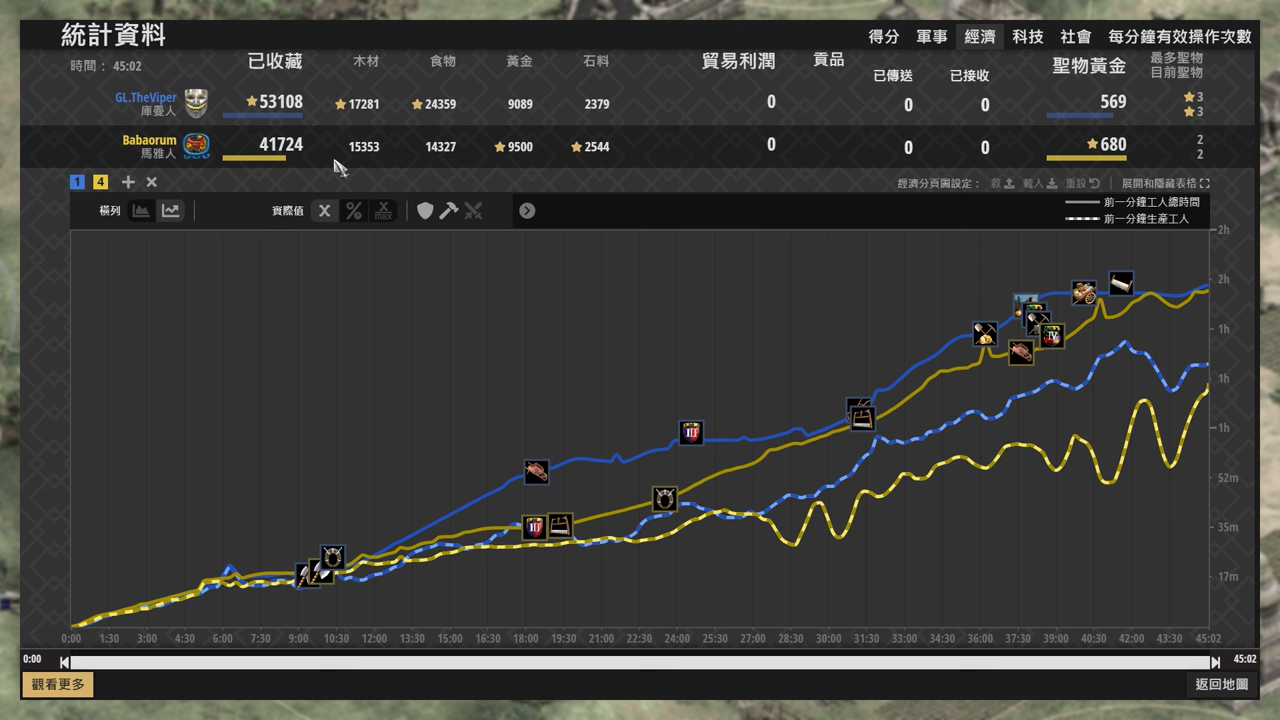 統計資料
得分 軍事 經濟 科技 社會 每分鐘有效操作次數
時間： 45:02
已收藏 木材 食物 黃金 石料 貿易利潤 貢品 已傳送 已接收 聖物黃金 最多聖物
目前聖物
GL.TheViper
庫曼人
53108 17281 24359 9089 2379 0 0 0 569 3
3
Babaorum
馬雅人
41724 15353 14327 9500 2544 0 0 0 680 2
2
1 4
經濟分頁圖設定： 載入 重設 展開和隱藏表格
橫列 實際值 X % X
max
前一分鐘工人總時間
前一分鐘生產工人
2h
2h
1h
1h
1h
52m
35m
17m
III
III
IV
0:00 1:30 3:00 4:30 6:00 7:30 9:00 10:30 12:00 13:30 15:00 16:30 18:00 19:30 21:00 22:30 24:00 25:30 27:00 28:30 30:00 31:30 33:00 34:30 36:00 37:30 39:00 40:30 42:00 43:30 45:02
0:00 45:02
觀看更多 返回地圖